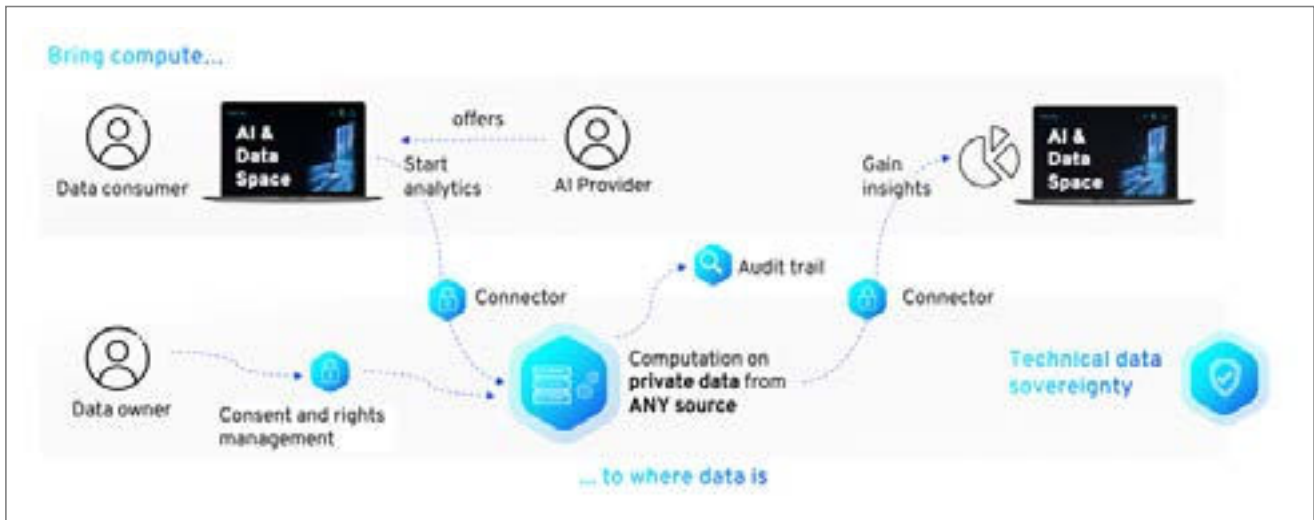 Bring compute...
offers
AI &
Data
Space
Data consumer
Start
analytics
AI Provider
Gain
insights
AI &
Data
Space
Audit trail
Connector
Connector
Data owner
Consent and rights
management
Computation on
private data from
ANY source
Technical data
sovereignty
... to where data is